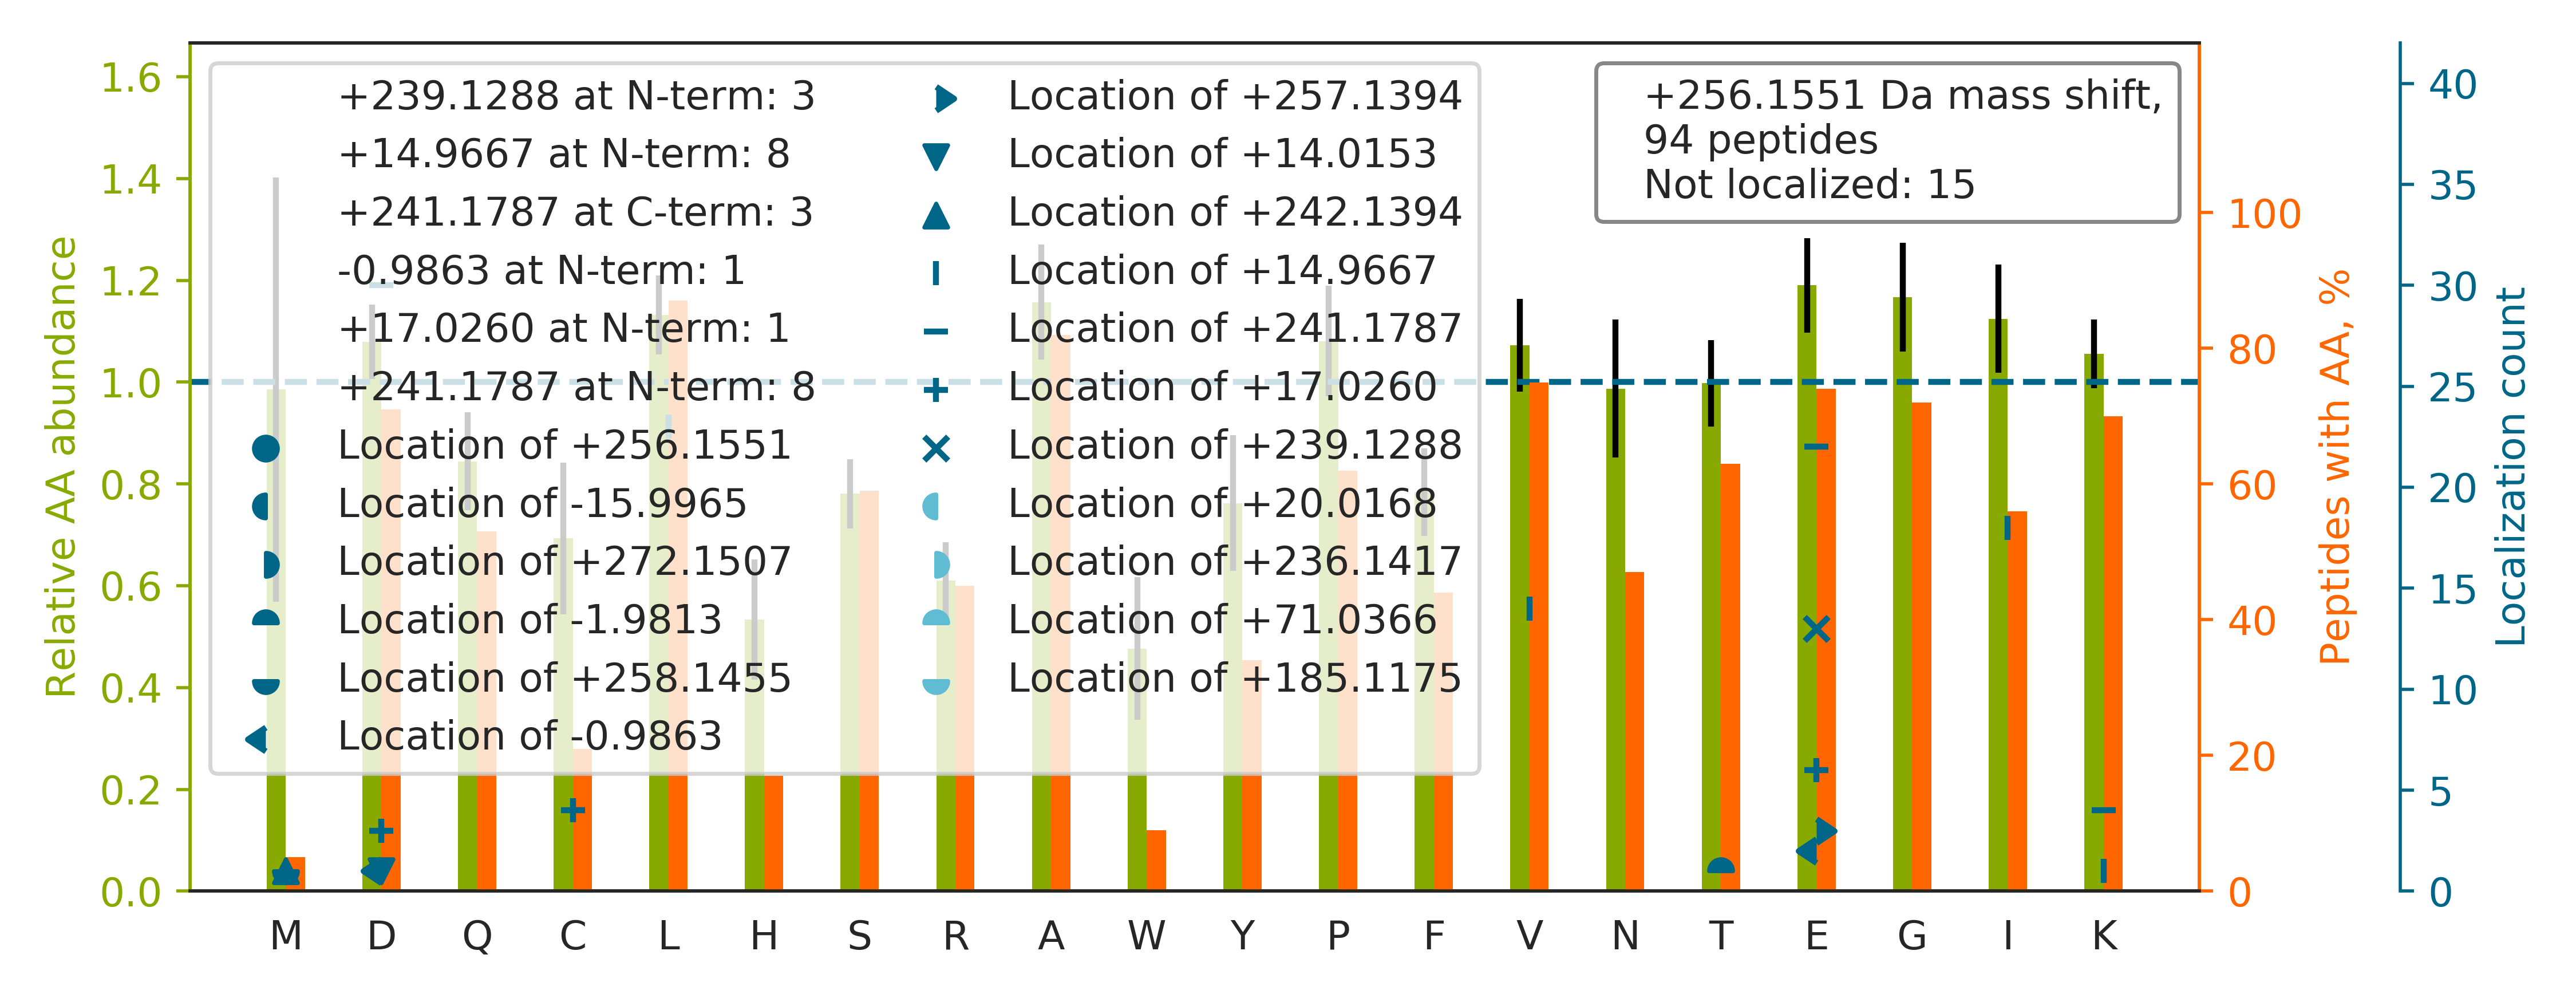 Relative AA abundance
1.6
1.4
1.2
1.0
0.8
0.6
0.4
0.2
0.0
+239.1288 at N-term: 3
+14.9667 at N-term: 8
+241.1787 at C-term: 3
-0.9863 at N-term: 1
+17.0260 at N-term: 1
+241.1787 at N-term: 8
Location of +256.1551
Location of -15.9965
Location of +272.1507
Location of -1.9813
Location of +258.1455
Location of -0.9863
Location of +257.1394
Location of +14.0153
Location of +242.1394
Location of +14.9667
Location of +241.1787
Location of +17.0260
Location of +239.1288
Location of +20.0168
Location of +236.1417
Location of +71.0366
Location of +185.1175
+256.1551 Da mass shift,
94 peptides
Not localized: 15
100
80
60
40
20
0
Peptides with AA, %
40
35
30
25
20
15
10
5
0
Localization count
M D Q C L H S R A W Y P F V N T E G I K